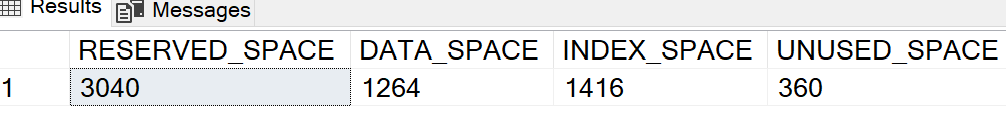 Results Messages
RESERVED_SPACE DATA_SPACE INDEX_SPACE UNUSED_SPACE
1 3040 1264 1416 360